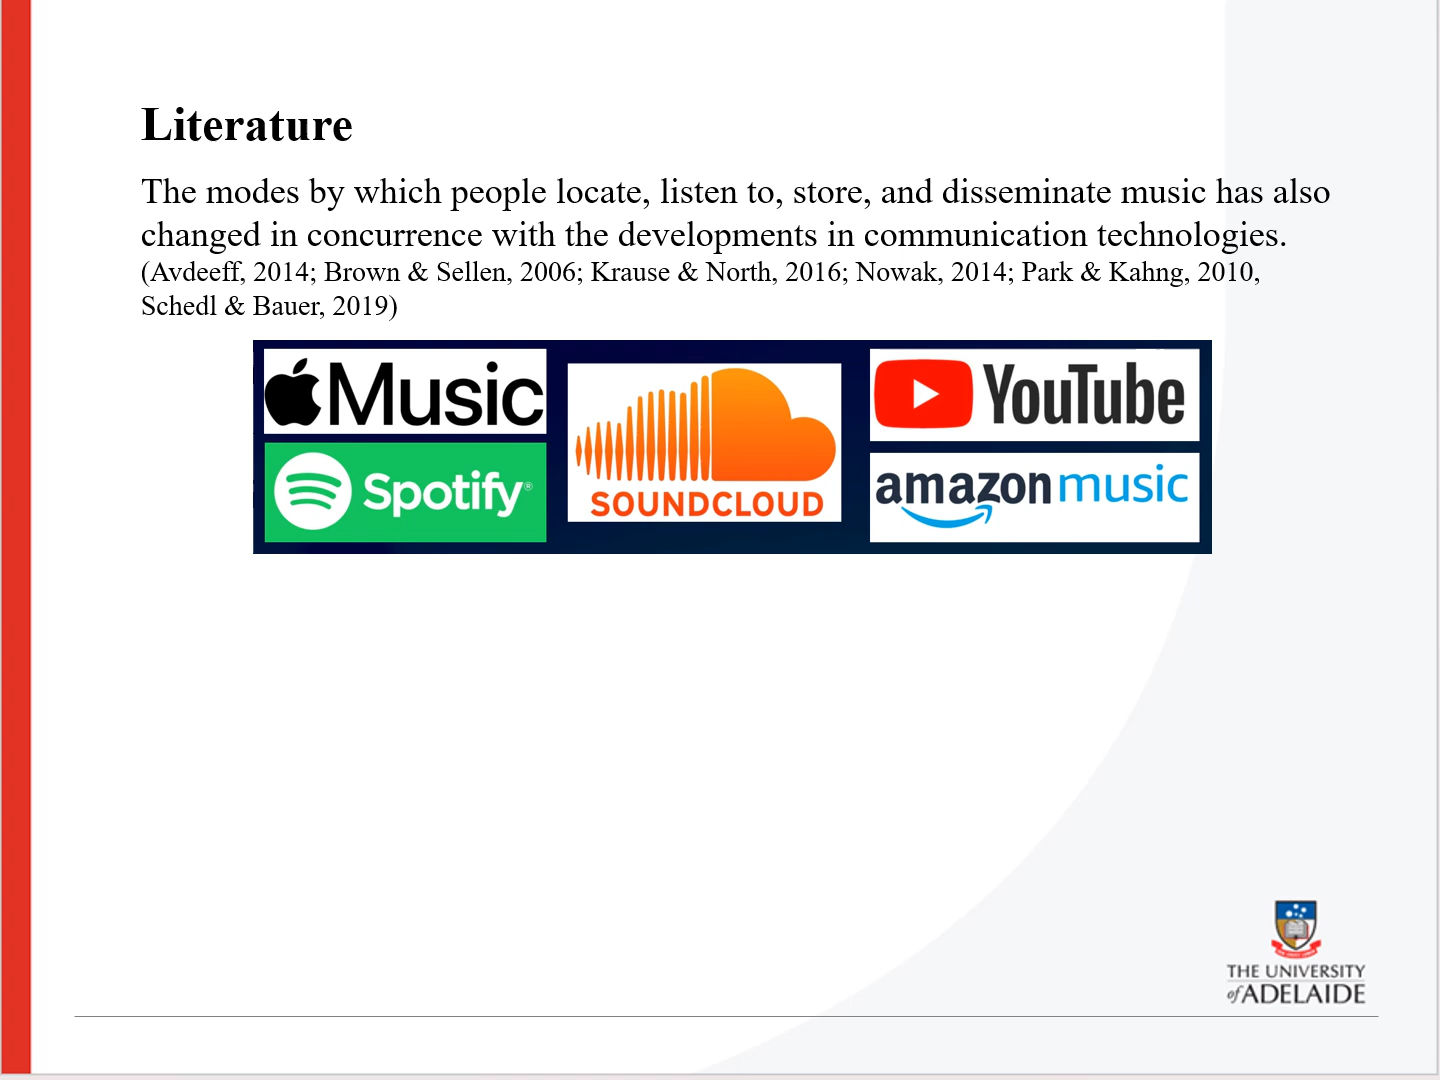 Literature
The modes by which people locate, listen to, store, and disseminate music has also
changed in concurrence with the developments in communication technologies.
(Avdeeff, 2014; Brown & Sellen, 2006; Krause & North, 2016; Nowak, 2014; Park & Kahng, 2010,
Schedl & Bauer, 2019)
Music
Spotify®
SOUNDCLOUD
YouTube
amazon music
THE UNIVERSITY
of ADELAIDE